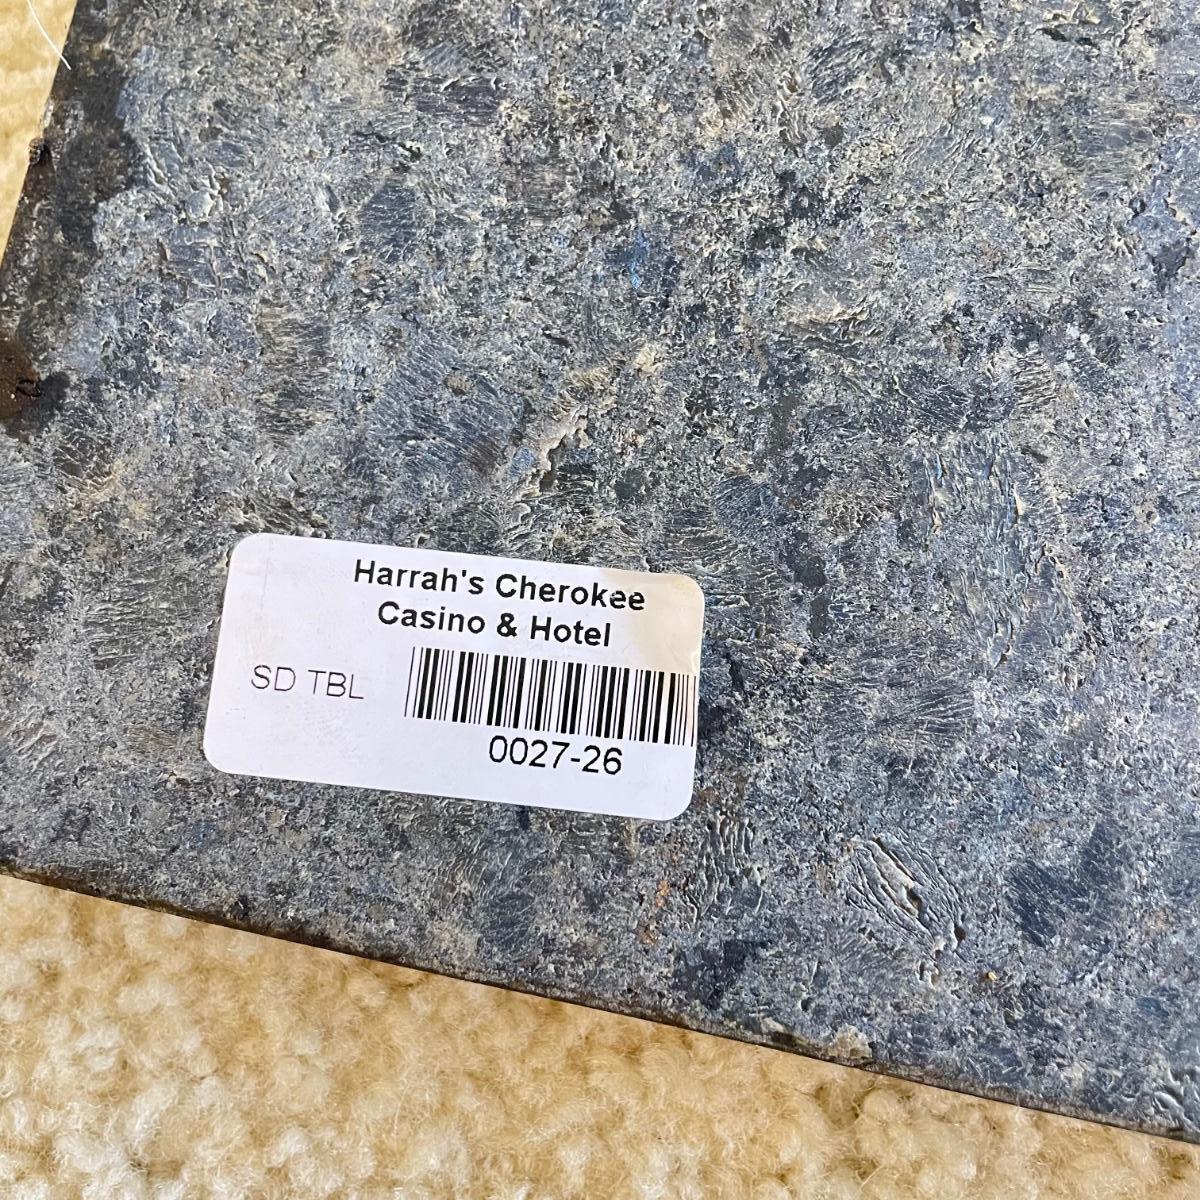 Harrah's Cherokee
Casino & Hotel
SD TBL
0027-26